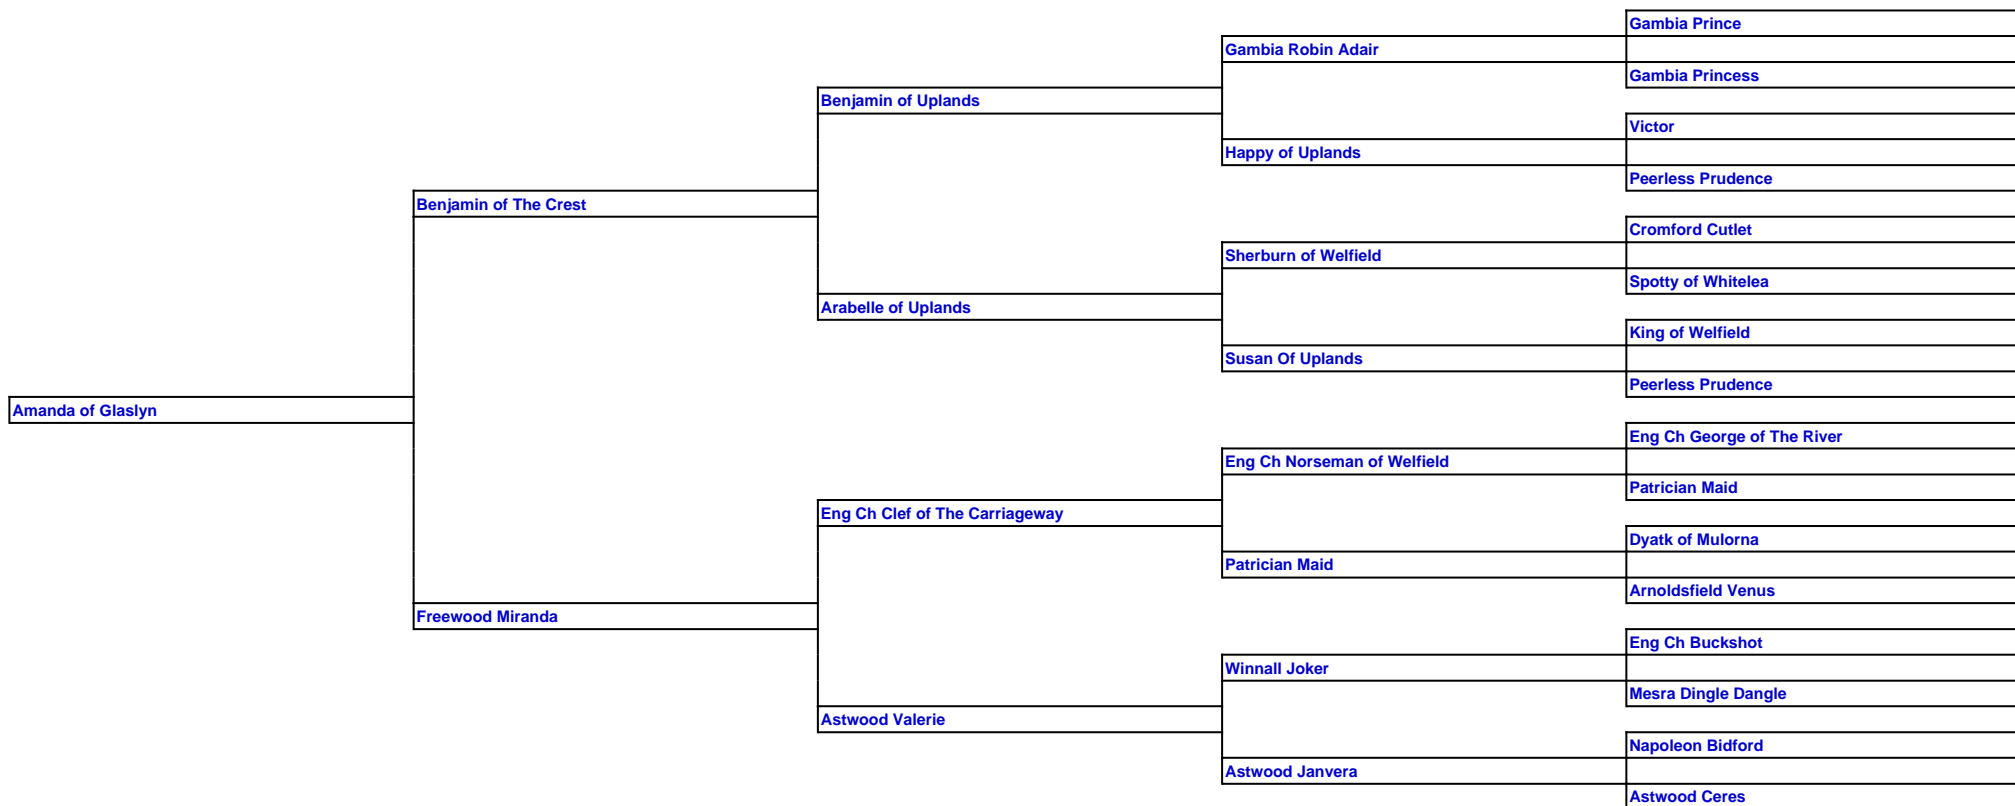 Gambia Prince
Gambia Robin Adair
Gambia Princess
Benjamin of Uplands
Victor
Happy of Uplands
Peerless Prudence
Benjamin of The Crest
Cromford Cutlet
Sherburn of Welfield
Spotty of Whitelea
Arabelle of Uplands
King of Welfield
Susan Of Uplands
Peerless Prudence
Amanda of Glaslyn
Eng Ch George of The River
Eng Ch Norseman of Welfield
Patrician Maid
Eng Ch Clef of The Carriageway
Dyatk of Mulorna
Patrician Maid
Arnoldsfield Venus
Freewood Miranda
Eng Ch Buckshot
Winnall Joker
Mesra Dingle Dangle
Astwood Valerie
Napoleon Bidford
Astwood Janvera
Astwood Ceres